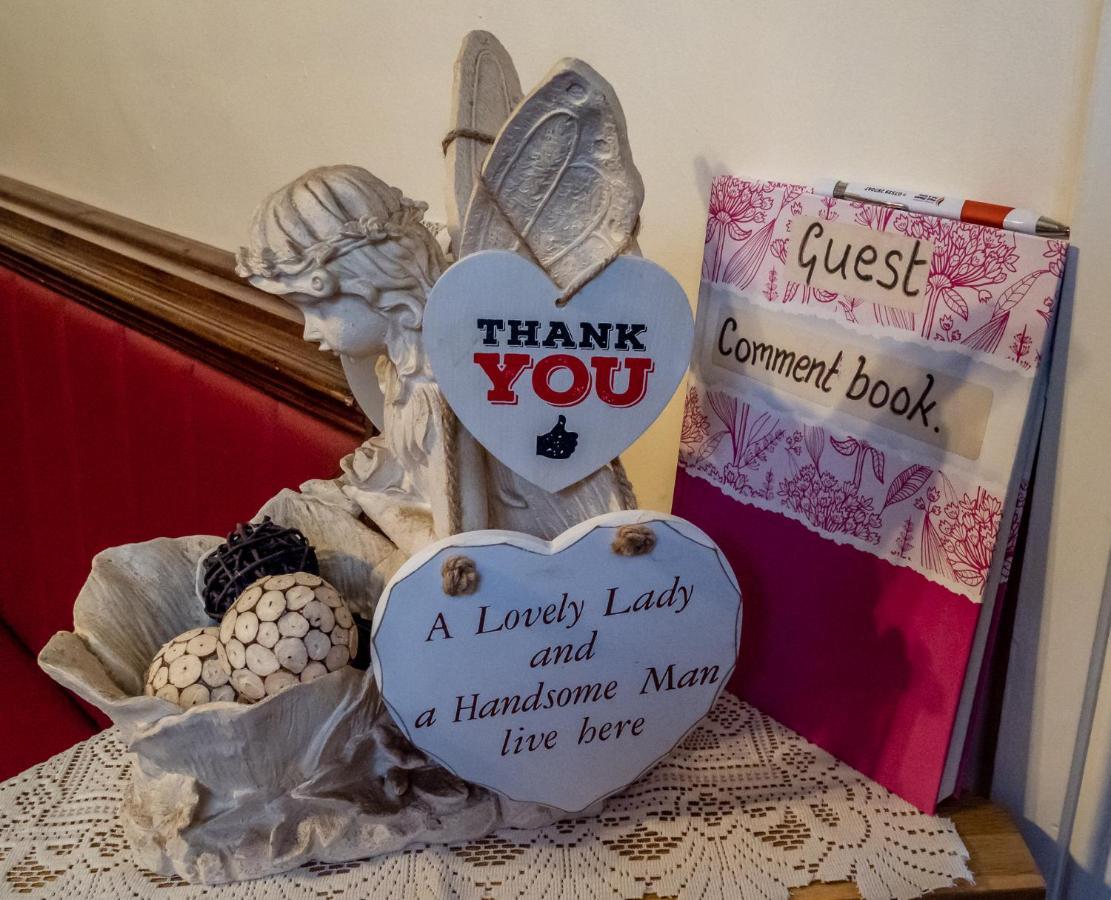 THANK
YOU
Guest
Comment book.
A Lovely Lady
and
a Handsome Man
live here